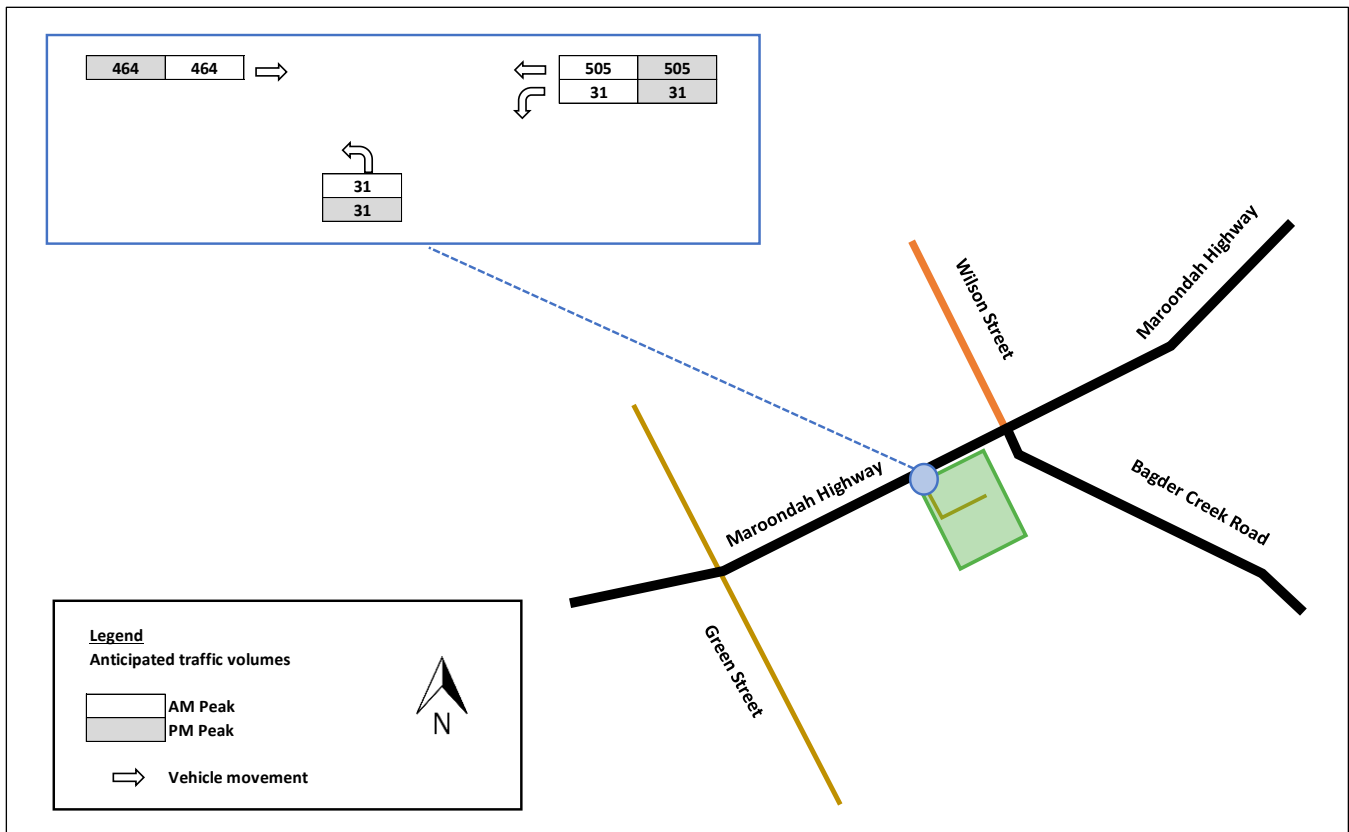 464 464
505 505
31 31
31
31
Maroondah Highway
Wilson Street
Maroondah Highway
Bagder Creek Road
Green Street
Legend
Anticipated traffic volumes
AM Peak
PM Peak
N
Vehicle movement